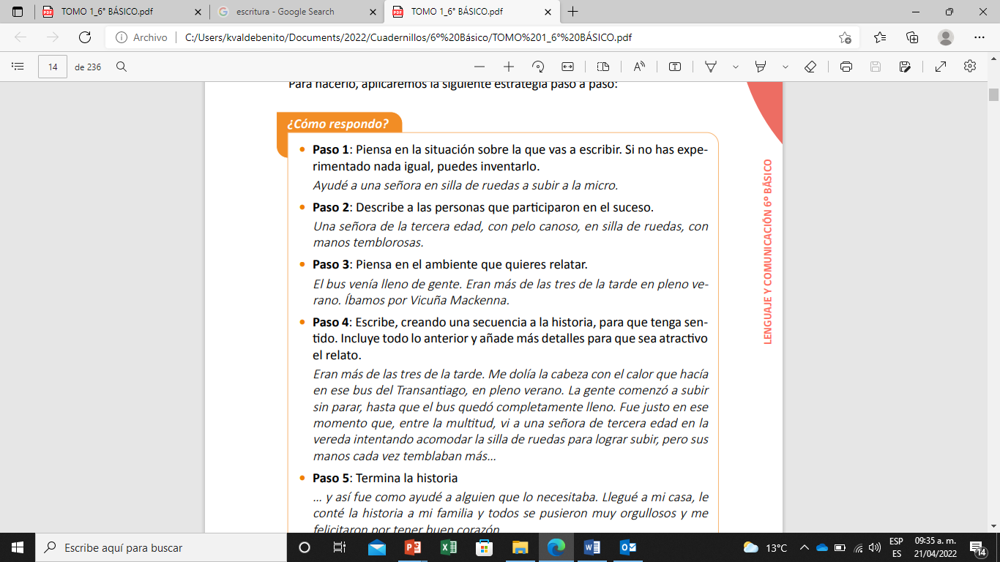 TOMO 1_6° BÁSICO.pdf
escritura - Google Search
TOMO 1_6° BÁSICO.pdf
Archivo
C:/Users/kvaldebenito/Documents/2022/Cuadernillos/6º%20Básico/TOMO%201_6°%20BÁSICO.pdf
14
de 236
Para hacerlo, aplicaremos la siguiente estrategia paso a paso:
¿Cómo respondo?
• Paso 1: Piensa en la situación sobre la que vas a escribir. Si no has expe-
rimentado nada igual, puedes inventarlo.
Ayudé a una señora en silla de ruedas a subir a la micro.
• Paso 2: Describe a las personas que participaron en el suceso.
Una señora de la tercera edad, con pelo canoso, en silla de ruedas, con
manos temblorosas.
• Paso 3: Piensa en el ambiente que quieres relatar.
El bus venía lleno de gente. Eran más de las tres de la tarde en pleno ve-
rano. Íbamos por Vicuña Mackenna.
• Paso 4: Escribe, creando una secuencia a la historia, para que tenga sen-
tido. Incluye todo lo anterior y añade más detalles para que sea atractivo
el relato.
Eran más de las tres de la tarde. Me dolía la cabeza con el calor que hacía
en ese bus del Transantiago, en pleno verano. La gente comenzó a subir
sin parar, hasta que el bus quedó completamente lleno. Fue justo en ese
momento que, entre la multitud, vi a una señora de tercera edad en la
vereda intentando acomodar la silla de ruedas para lograr subir, pero sus
manos cada vez temblaban más...
• Paso 5: Termina la historia
... y así fue como ayudé a alguien que lo necesitaba. Llegué a mi casa, le
conté la historia a mi familia y todos se pusieron muy orgullosos y me
felicitaron por tener buen corazón
LENGUAJE Y COMUNICACIÓN 6º BÁSICO
Escribe aquí para buscar
13°C
ESP
ES
09:35 a. m.
21/04/2022
14